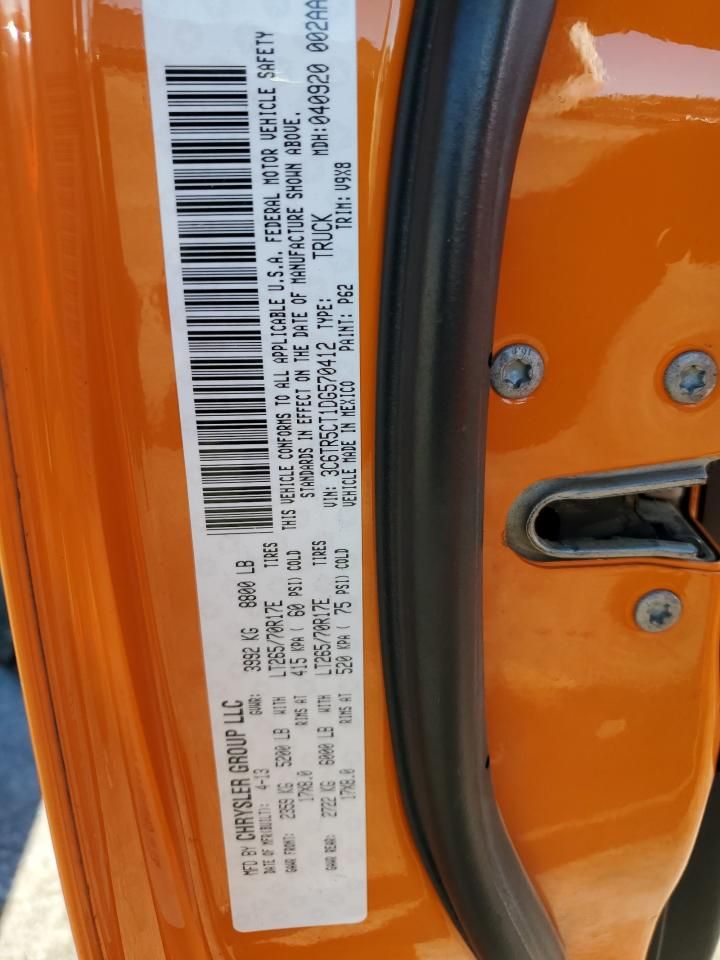 MFD BY CHRYSLER GROUP LLC
DATE OF MFR(BUILT): 4-13 GVWR: 3992 KG 8800 LB
GAWR FRONT: 2359 KG 5200 LB WITH LT265/70R17E TIRES
17X8.0 RIMS AT 415 KPA ( 60 PSI) COLD
GAWR REAR: 2722 KG 6000 LB WITH LT265/70R17E TIRES
17X8.0 RIMS AT 520 KPA ( 75 PSI) COLD
THIS VEHICLE CONFORMS TO ALL APPLICABLE U.S.A. FEDERAL MOTOR VEHICLE SAFETY
STANDARDS IN EFFECT ON THE DATE OF MANUFACTURE SHOWN ABOVE.
VIN: 3C6TR5CT1DG570412 TYPE: TRUCK MDH:040920 002AA
VEHICLE MADE IN MEXICO PAINT: P62 TRIM: V9X8